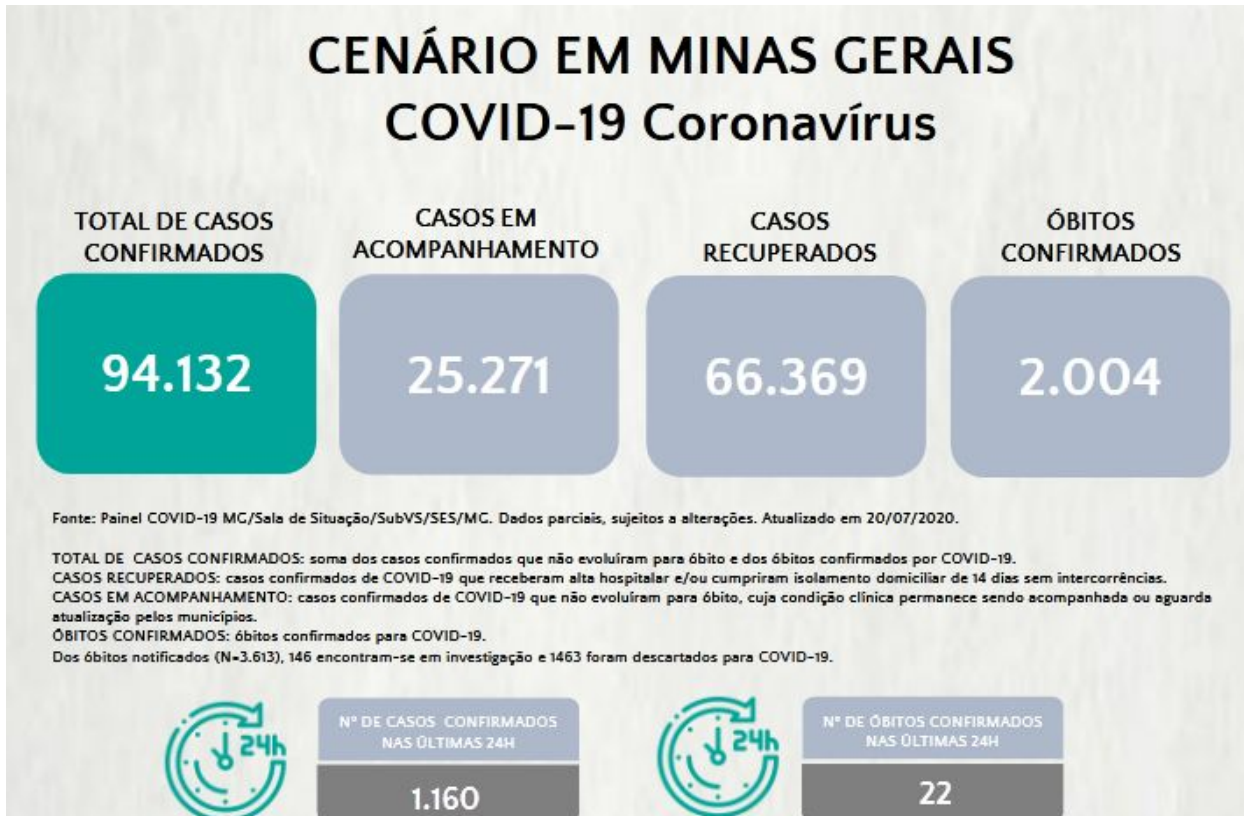 CENÁRIO EM MINAS GERAIS
COVID-19 Coronavírus
TOTAL DE CASOS
CONFIRMADOS
94.132
CASOS EM
ACOMPANHAMENTO
25.271
CASOS
RECUPERADOS
66.369
ÓBITOS
CONFIRMADOS
2.004
Fonte: Painel COVID-19 MG/Sala de Situação/SubVS/SES/MG. Dados parciais, sujeitos a alterações. Atualizado em 20/07/2020.
TOTAL DE CASOS CONFIRMADOS: soma dos casos confirmados que não evoluíram para óbito e dos óbitos confirmados por COVID-19.
CASOS RECUPERADOS: casos confirmados de COVID-19 que receberam alta hospitalar e/ou cumpriram isolamento domiciliar de 14 dias sem intercorrências.
CASOS EM ACOMPANHAMENTO: casos confirmados de COVID-19 que não evoluíram para óbito, cuja condição clínica permanece sendo acompanhada ou aguarda
atualização pelos municípios.
ÓBITOS CONFIRMADOS: óbitos confirmados para COVID-19.
Dos óbitos notificados (N=3.613), 146 encontram-se em investigação e 1463 foram descartados para COVID-19.
24h
Nº DE CASOS CONFIRMADOS
NAS ÚLTIMAS 24H
1.160
24h
Nº DE ÓBITOS CONFIRMADOS
NAS ÚLTIMAS 24H
22